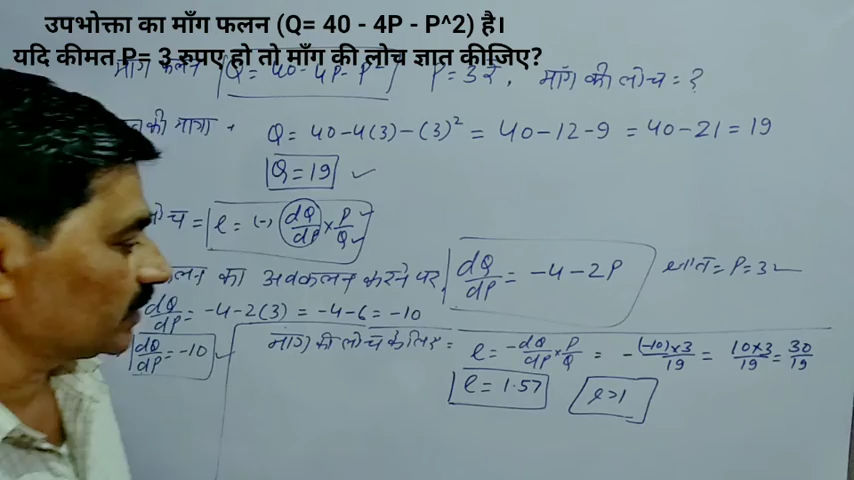 उपभोक्ता का माँग फलन (Q= 40 - 4P - P^2) है।
यदि कीमत P= 3 रुपए हो तो माँग की लोच ज्ञात कीजिए?
माँग फलन Q = 40-4P-P² P=3₹, माँग की लोच = ?
की मात्रा Q = 40-4(3)-(3)² = 40-12-9 = 40-21 = 19
Q = 19
लोच = e = (-) dQ/dP × P/Q
फलन का अवकलन करने पर, dQ/dP = -4-2P P=3
dQ/dP = -4-2(3) = -4-6 = -10
dQ/dP = -10
माँग की लोच के लिए = e = -dQ/dP × P/Q = -(-10)×3/19 = 10×3/19 = 30/19
e = 1.57 e>1